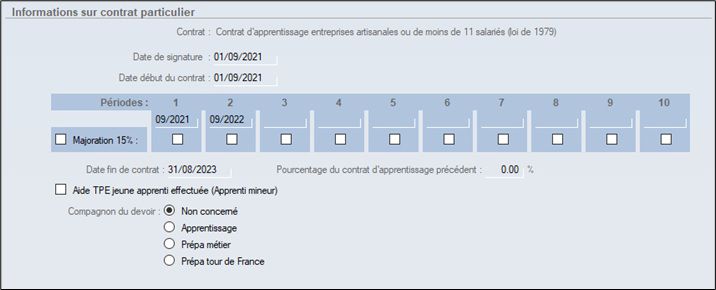 Informations sur contrat particulier
Contrat : Contrat d'apprentissage entreprises artisanales ou de moins de 11 salariés (loi de 1979)
Date de signature : 01/09/2021
Date début du contrat : 01/09/2021
Périodes : 1 2 3 4 5 6 7 8 9 10
09/2021 09/2022
Majoration 15% :
Date fin de contrat : 31/08/2023 Pourcentage du contrat d'apprentissage précédent : 0.00 %
Aide TPE jeune apprenti effectuée (Apprenti mineur)
Compagnon du devoir : Non concerné
Apprentissage
Prépa métier
Prépa tour de France